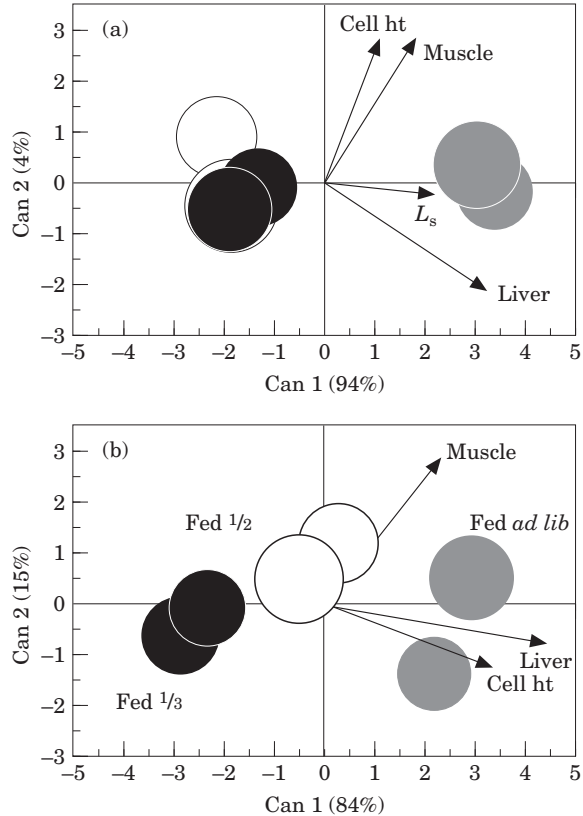 (a)
Cell ht
Muscle
Lₛ
Liver
Can 2 (4%)
3
2
1
0
−1
−2
−3
−5 −4 −3 −2 −1 0 1 2 3 4 5
Can 1 (94%)
(b)
Muscle
Fed 1/2
Fed ad lib
Liver
Cell ht
Fed 1/3
Can 2 (15%)
3
2
1
0
−1
−2
−3
−5 −4 −3 −2 −1 0 1 2 3 4 5
Can 1 (84%)